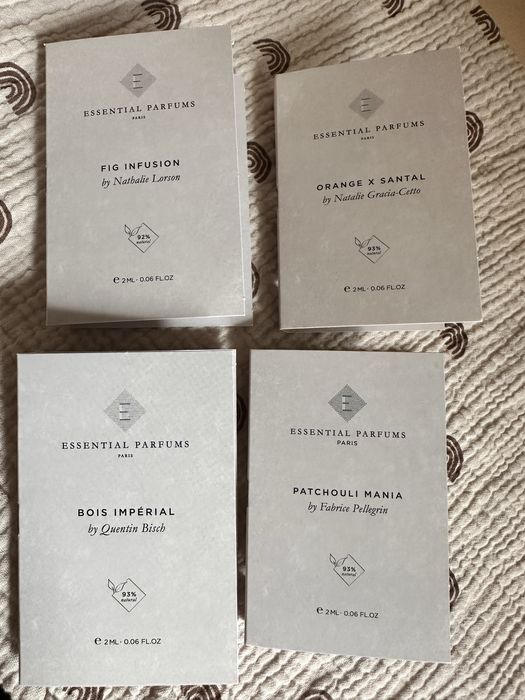 E
ESSENTIAL PARFUMS
PARIS
FIG INFUSION
by Nathalie Lorson
92%
natural
e 2 ML - 0.06 FL.OZ
E
ESSENTIAL PARFUMS
PARIS
ORANGE X SANTAL
by Natalie Gracia-Cetto
93%
natural
e 2 ML - 0.06 FL.OZ
E
ESSENTIAL PARFUMS
PARIS
BOIS IMPÉRIAL
by Quentin Bisch
93%
natural
e 2 ML - 0.06 FL.OZ
E
ESSENTIAL PARFUMS
PARIS
PATCHOULI MANIA
by Fabrice Pellegrin
93%
natural
e 2 ML - 0.06 FL.OZ